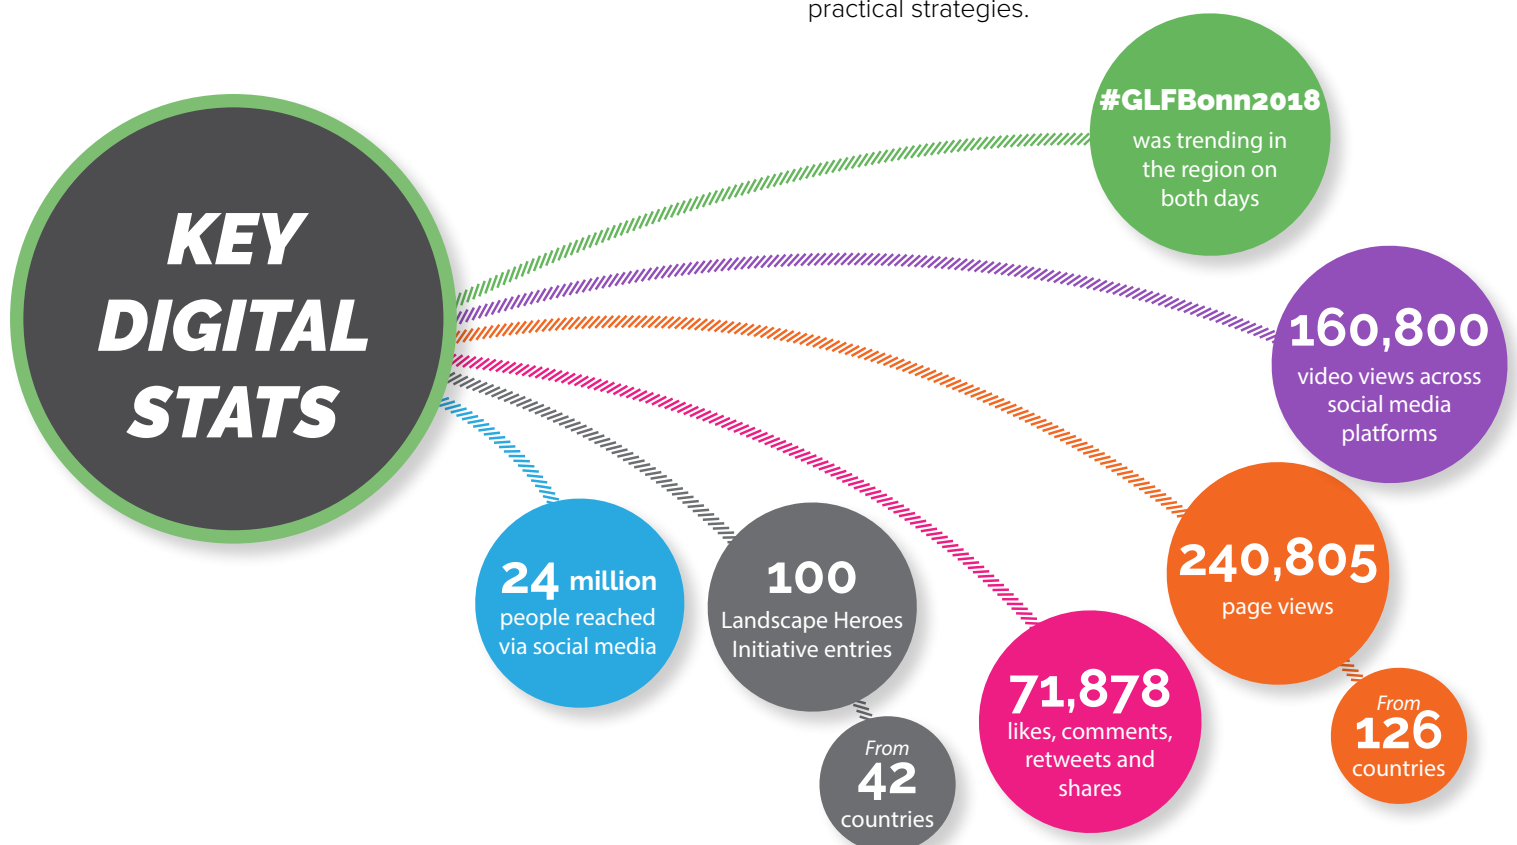 practical strategies.
KEY
DIGITAL
STATS
#GLFBonn2018
was trending in
the region on
both days
160,800
video views across
social media
platforms
240,805
page views
From
126
countries
71,878
likes, comments,
retweets and
shares
100
Landscape Heroes
Initiative entries
From
42
countries
24 million
people reached
via social media